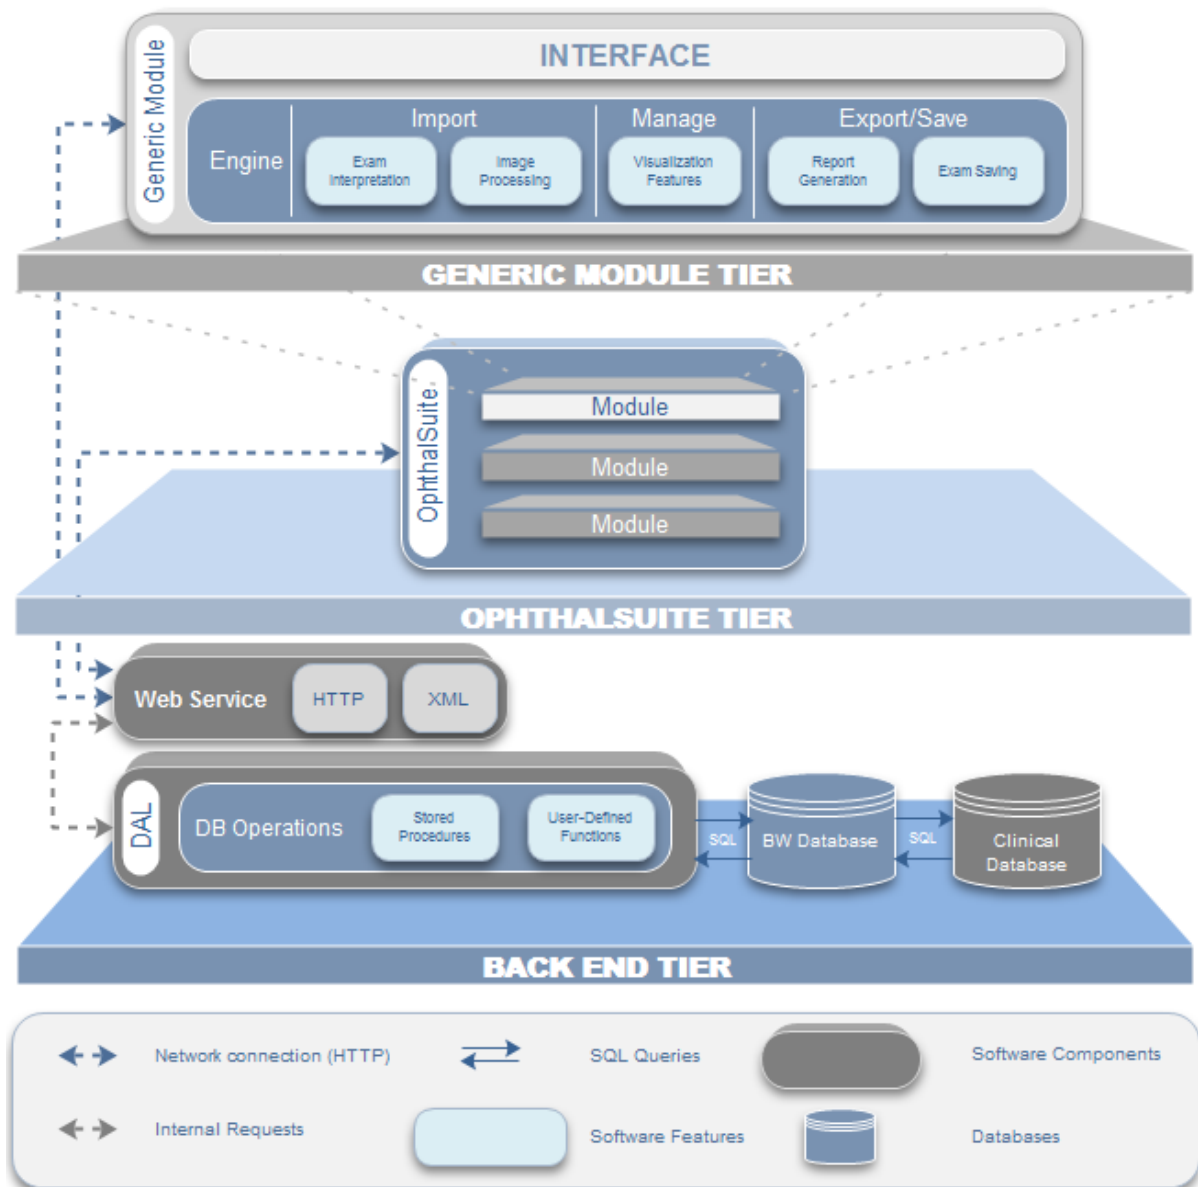 INTERFACE
Generic Module
Engine
Import
Exam
Interpretation
Image
Processing
Manage
Visualization
Features
Export/Save
Report
Generation
Exam Saving
GENERIC MODULE TIER
OphthalSuite
Module
Module
Module
OPHTHALSUITE TIER
Web Service
HTTP
XML
DAL
DB Operations
Stored
Procedures
User-Defined
Functions
SQL
BW Database
SQL
Clinical
Database
BACK END TIER
Network connection (HTTP)
SQL Queries
Software Components
Internal Requests
Software Features
Databases